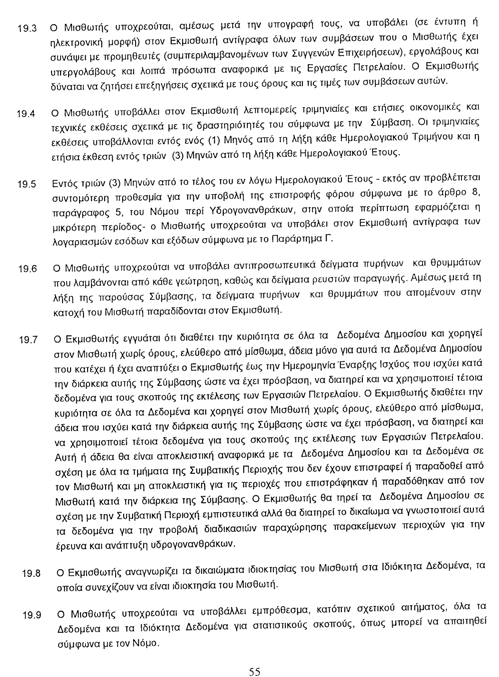 19.3 Ο Μισθωτής υποχρεούται, αμέσως μετά την υπογραφή τους, να υποβάλει (σε έντυπη ή
ηλεκτρονική μορφή) στον Εκμισθωτή αντίγραφα όλων των συμβάσεων που ο Μισθωτής έχει
συνάψει με προμηθευτές (συμπεριλαμβανομένων των Συγγενών Επιχειρήσεων), εργολάβους και
υπεργολάβους και λοιπά πρόσωπα αναφορικά με τις Εργασίες Πετρελαίου. Ο Εκμισθωτής
δύναται να ζητήσει επεξηγήσεις σχετικά με τους όρους και τις τιμές των συμβάσεων αυτών.
19.4 Ο Μισθωτής υποβάλλει στον Εκμισθωτή λεπτομερείς τριμηνιαίες και ετήσιες οικονομικές και
τεχνικές εκθέσεις σχετικά με τις δραστηριότητές του σύμφωνα με την Σύμβαση. Οι τριμηνιαίες
εκθέσεις υποβάλλονται εντός ενός (1) Μηνός από τη λήξη κάθε Ημερολογιακού Τριμήνου και η
ετήσια έκθεση εντός τριών (3) Μηνών από τη λήξη κάθε Ημερολογιακού Έτους.
19.5 Εντός τριών (3) Μηνών από το τέλος του εν λόγω Ημερολογιακού Έτους - εκτός αν προβλέπεται
συντομότερη προθεσμία για την υποβολή της επιστροφής φόρου σύμφωνα με το άρθρο 8,
παράγραφος 5, του Νόμου περί Υδρογονανθράκων, στην οποία περίπτωση εφαρμόζεται η
μικρότερη περίοδος- ο Μισθωτής υποχρεούται να υποβάλει στον Εκμισθωτή αντίγραφα των
λογαριασμών εσόδων και εξόδων σύμφωνα με το Παράρτημα Γ.
19.6 Ο Μισθωτής υποχρεούται να υποβάλει αντιπροσωπευτικά δείγματα πυρήνων και θρυμμάτων
που λαμβάνονται από κάθε γεώτρηση, καθώς και δείγματα ρευστών παραγωγής. Αμέσως μετά τη
λήξη της παρούσας Σύμβασης, τα δείγματα πυρήνων και θρυμμάτων που απομένουν στην
κατοχή του Μισθωτή παραδίδονται στον Εκμισθωτή.
19.7 Ο Εκμισθωτής εγγυάται ότι διαθέτει την κυριότητα σε όλα τα Δεδομένα Δημοσίου και χορηγεί
στον Μισθωτή χωρίς όρους, ελεύθερο από μίσθωμα, άδεια μόνο για αυτά τα Δεδομένα Δημοσίου
που κατέχει ή έχει αναπτύξει ο Εκμισθωτής έως την Ημερομηνία Έναρξης Ισχύος που ισχύει κατά
την διάρκεια αυτής της Σύμβασης ώστε να έχει πρόσβαση, να διατηρεί και να χρησιμοποιεί τέτοια
δεδομένα για τους σκοπούς της εκτέλεσης των Εργασιών Πετρελαίου. Ο Εκμισθωτής διαθέτει την
κυριότητα σε όλα τα Δεδομένα και χορηγεί στον Μισθωτή χωρίς όρους, ελεύθερο από μίσθωμα,
άδεια που ισχύει κατά την διάρκεια αυτής της Σύμβασης ώστε να έχει πρόσβαση, να διατηρεί και
να χρησιμοποιεί τέτοια δεδομένα για τους σκοπούς της εκτέλεσης των Εργασιών Πετρελαίου.
Αυτή η άδεια θα είναι αποκλειστική αναφορικά με τα Δεδομένα Δημοσίου και τα Δεδομένα σε
σχέση με όλα τα τμήματα της Συμβατικής Περιοχής που δεν έχουν επιστραφεί ή παραδοθεί από
τον Μισθωτή και μη αποκλειστική για τις περιοχές που επιστράφηκαν ή παραδόθηκαν από τον
Μισθωτή κατά την διάρκεια της Σύμβασης. Ο Εκμισθωτής θα τηρεί τα Δεδομένα Δημοσίου σε
σχέση με την Συμβατική Περιοχή εμπιστευτικά αλλά θα διατηρεί το δικαίωμα να γνωστοποιεί αυτά
τα δεδομένα για την προβολή διαδικασιών παραχώρησης παρακείμενων περιοχών για την
έρευνα και ανάπτυξη υδρογονανθράκων.
19.8 Ο Εκμισθωτής αναγνωρίζει τα δικαιώματα ιδιοκτησίας του Μισθωτή στα Ιδιόκτητα Δεδομένα, τα
οποία συνεχίζουν να είναι ιδιοκτησία του Μισθωτή.
19.9 Ο Μισθωτής υποχρεούται να υποβάλλει εμπρόθεσμα, κατόπιν σχετικού αιτήματος, όλα τα
Δεδομένα και τα Ιδιόκτητα Δεδομένα για στατιστικούς σκοπούς, όπως μπορεί να απαιτηθεί
σύμφωνα με τον Νόμο.
55